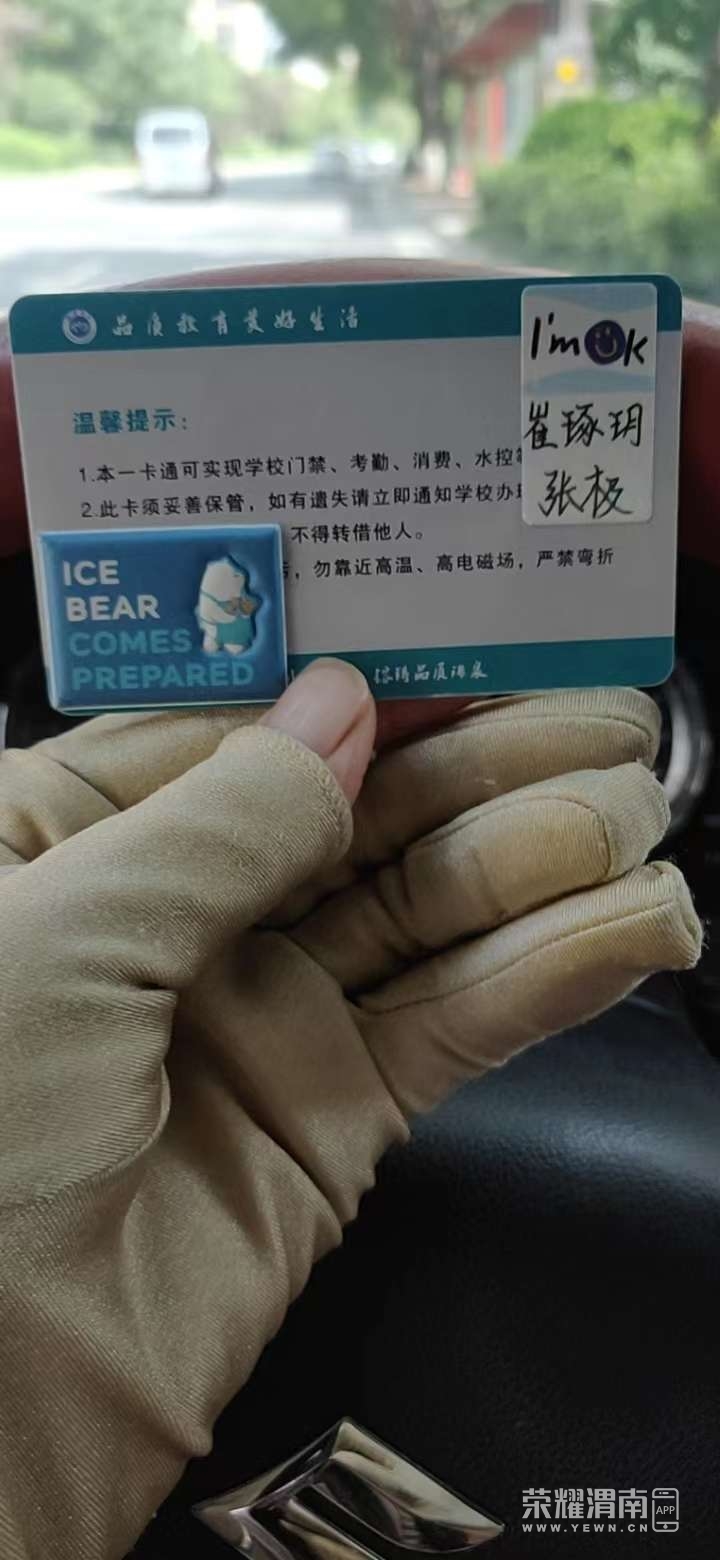 品质教育美好生活
I'm OK
崔琢玥
张极
温馨提示：
1.本一卡通可实现学校门禁、考勤、消费、水控
2.此卡须妥善保管，如有遗失请立即通知学校办
不得转借他人。
，勿靠近高温、高电磁场，严禁弯折
ICE
BEAR
COMES
PREPARED
品质
荣耀渭南
APP
WWW.YEWN.CN